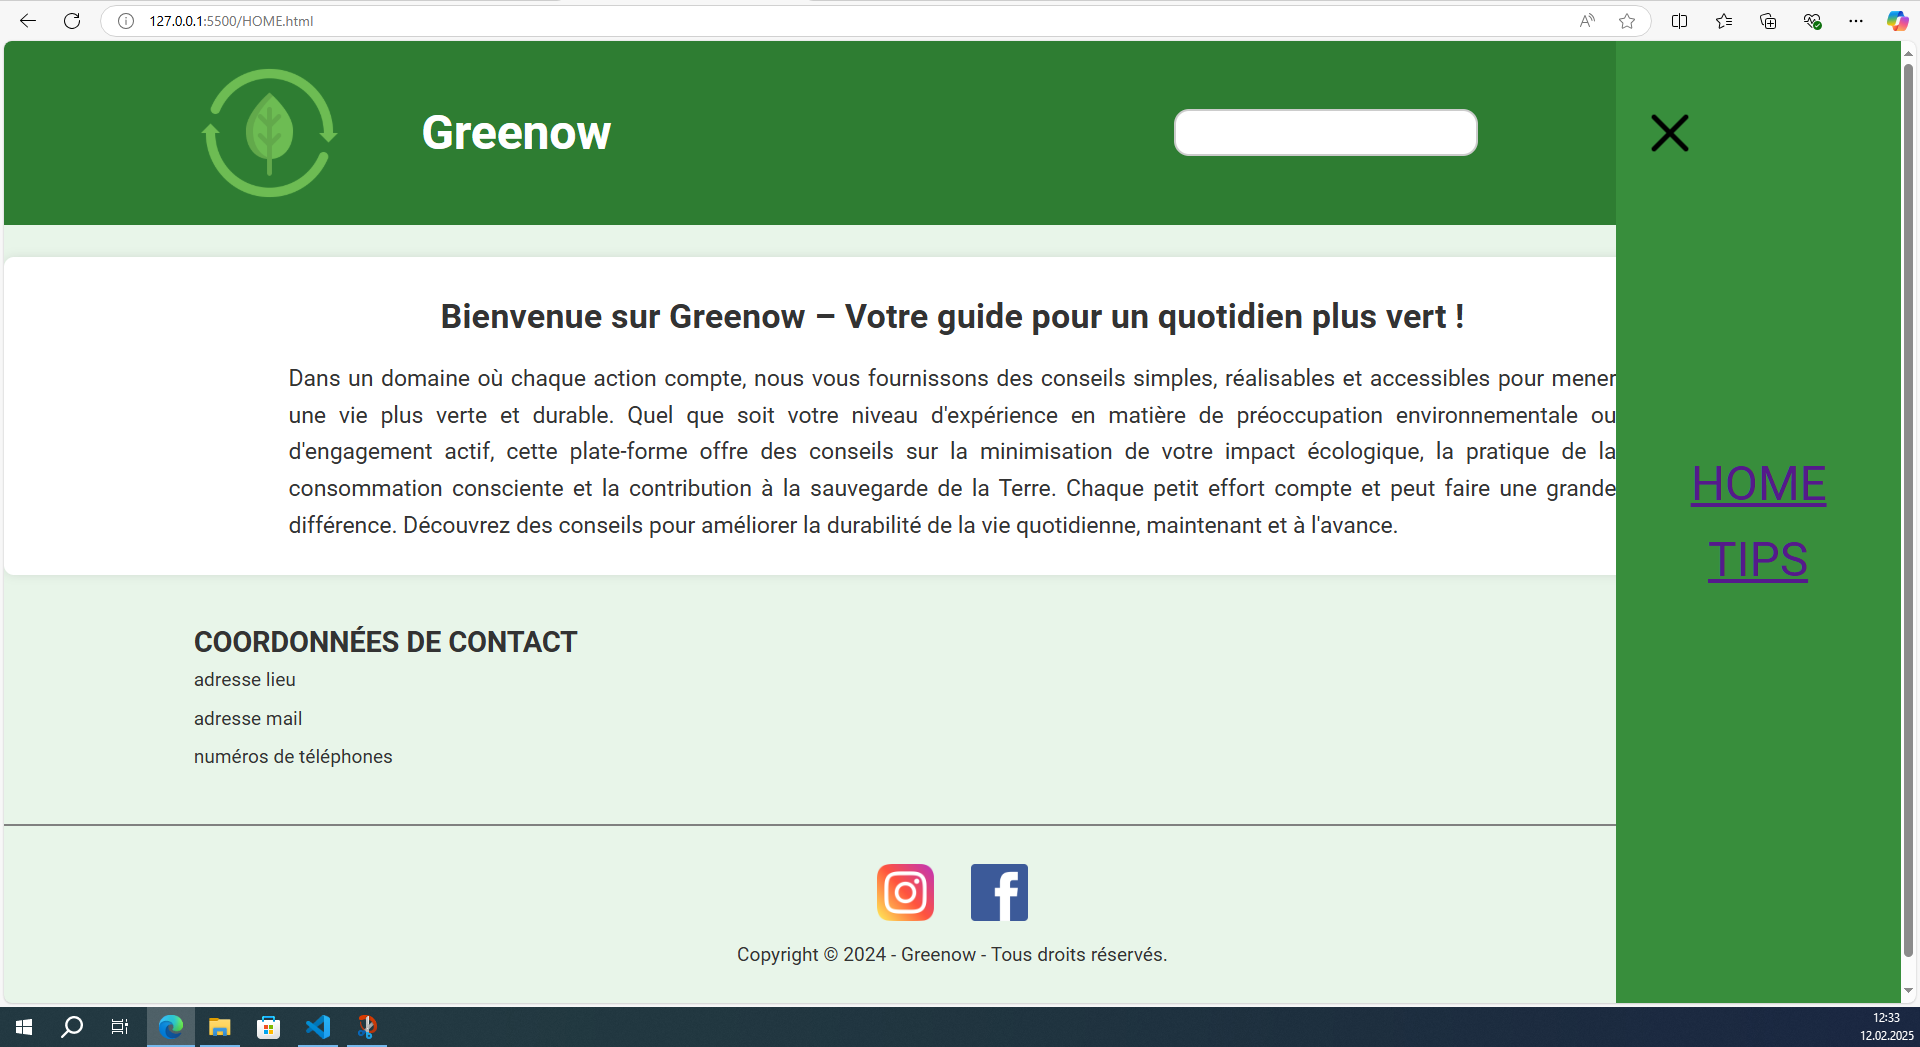 127.0.0.1:5500/HOME.html
Greenow
Bienvenue sur Greenow – Votre guide pour un quotidien plus vert !
Dans un domaine où chaque action compte, nous vous fournissons des conseils simples, réalisables et accessibles pour mener
une vie plus verte et durable. Quel que soit votre niveau d'expérience en matière de préoccupation environnementale ou
d'engagement actif, cette plate-forme offre des conseils sur la minimisation de votre impact écologique, la pratique de la
consommation consciente et la contribution à la sauvegarde de la Terre. Chaque petit effort compte et peut faire une grande
différence. Découvrez des conseils pour améliorer la durabilité de la vie quotidienne, maintenant et à l'avance.
HOME
TIPS
COORDONNÉES DE CONTACT
adresse lieu
adresse mail
numéros de téléphones
Copyright © 2024 - Greenow - Tous droits réservés.
12:33
12.02.2025